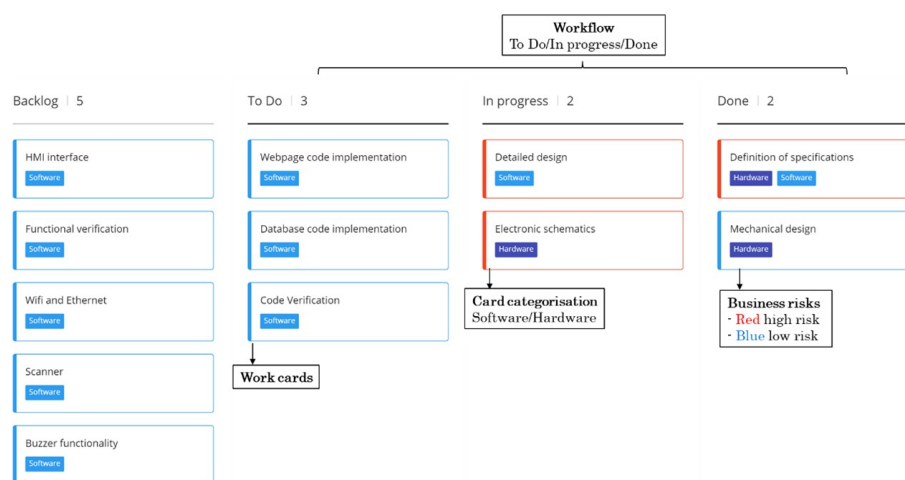 Workflow
To Do/In progress/Done
Backlog | 5
HMI interface
Software
Functional verification
Software
Wifi and Ethernet
Software
Scanner
Software
Buzzer functionality
Software
To Do | 3
Webpage code implementation
Software
Database code implementation
Software
Code Verification
Software
Work cards
In progress | 2
Detailed design
Software
Electronic schematics
Hardware
Card categorisation
Software/Hardware
Done | 2
Definition of specifications
Hardware Software
Mechanical design
Hardware
Business risks
- Red high risk
- Blue low risk